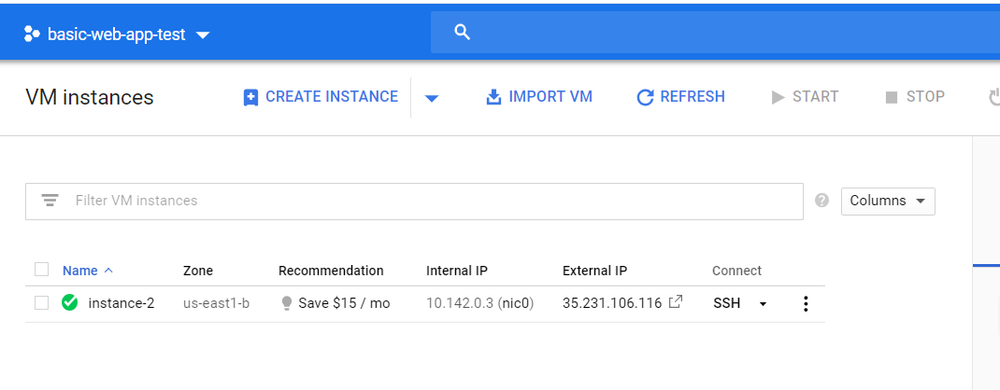 basic-web-app-test
VM instances CREATE INSTANCE IMPORT VM REFRESH START STOP
Filter VM instances Columns
Name Zone Recommendation Internal IP External IP Connect
instance-2 us-east1-b Save $15 / mo 10.142.0.3 (nic0) 35.231.106.116 SSH